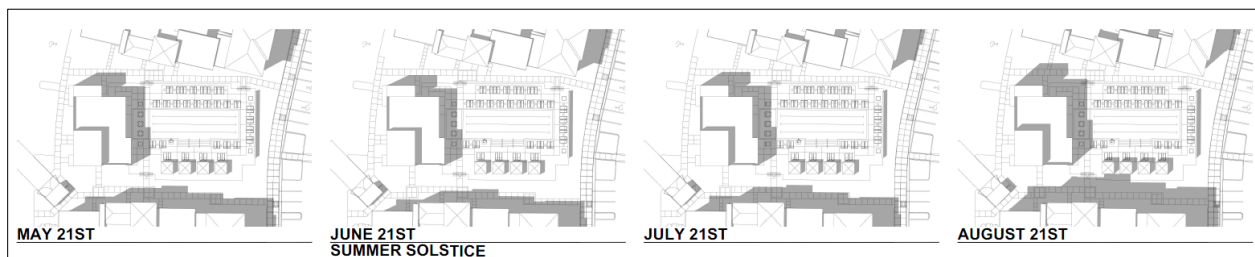 MAY 21ST
JUNE 21ST
SUMMER SOLSTICE
JULY 21ST
AUGUST 21ST